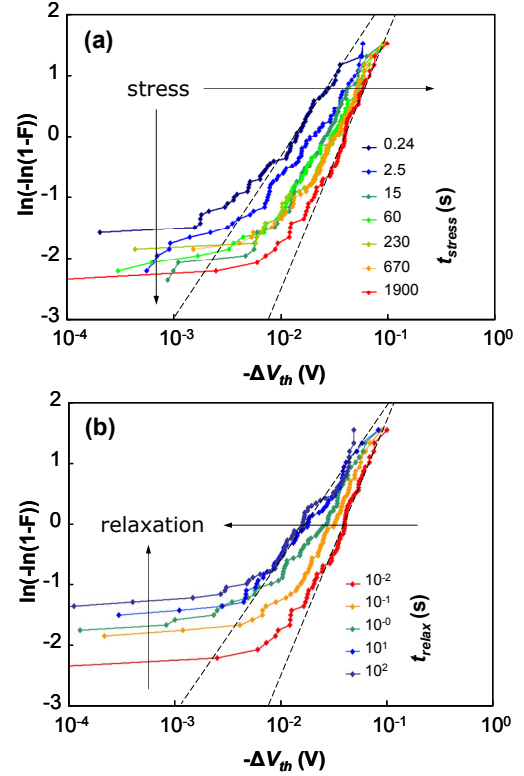 (a)
2
1
0
-1
-2
-3
ln(-ln(1-F))
stress
0.24
2.5
15
60
230
670
1900
t_stress (s)
10^-4 10^-3 10^-2 10^-1 10^0
-ΔV_th (V)
(b)
2
1
0
-1
-2
-3
ln(-ln(1-F))
relaxation
10^-2
10^-1
10^-0
10^1
10^2
t_relax (s)
10^-4 10^-3 10^-2 10^-1 10^0
-ΔV_th (V)